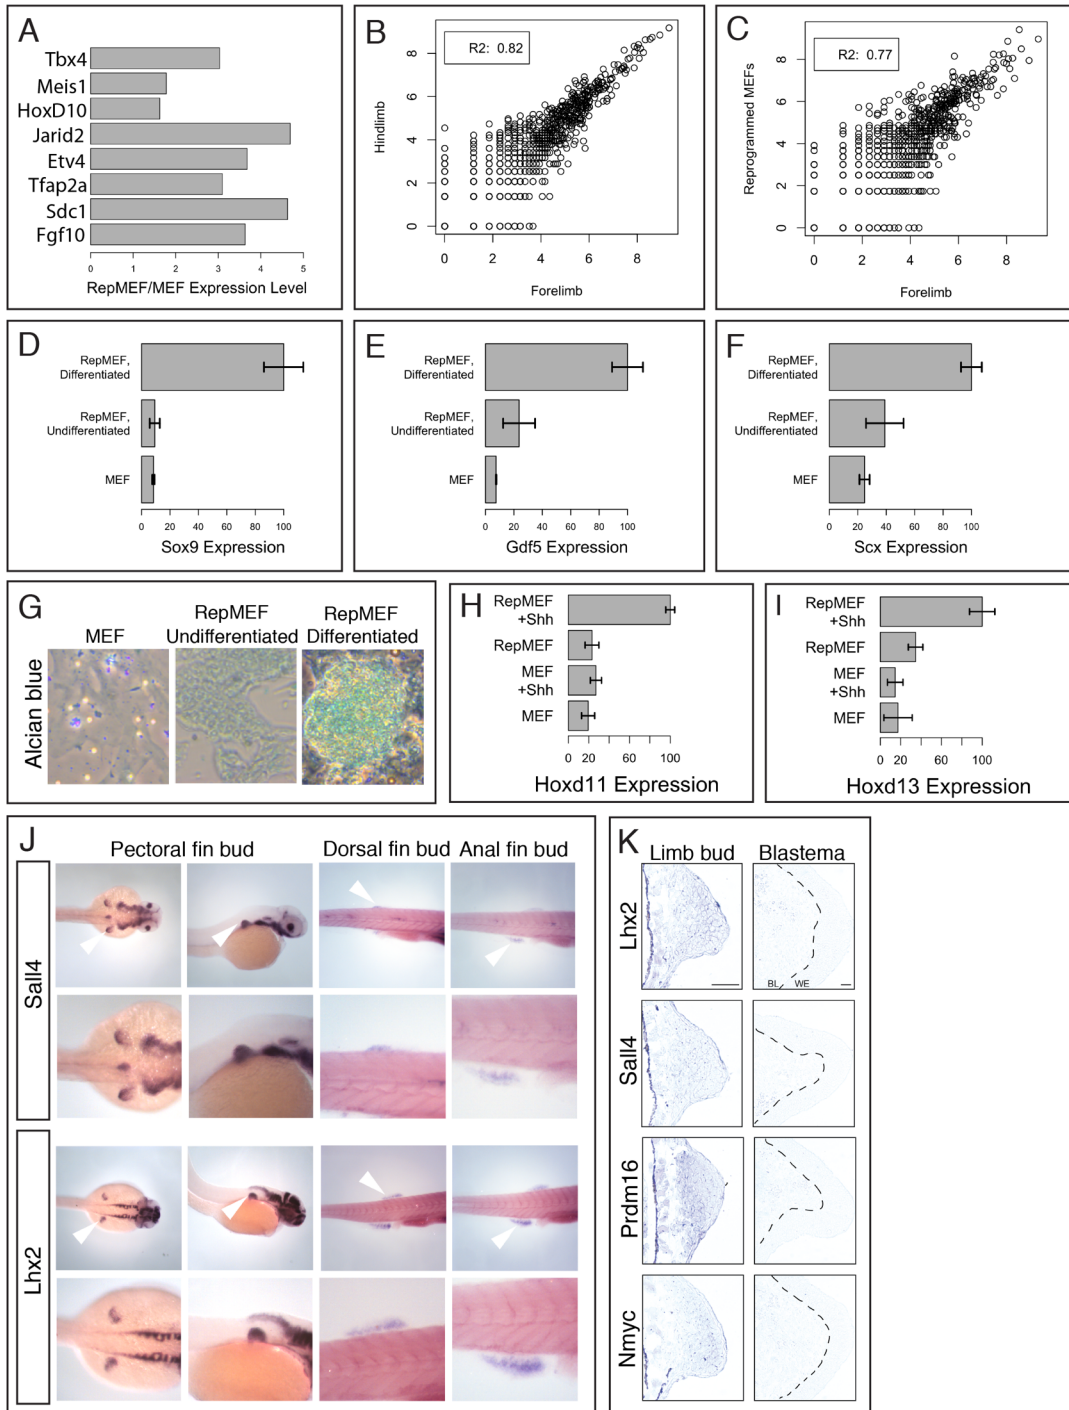 A
Tbx4
Meis1
HoxD10
Jarid2
Etv4
Tfap2a
Sdc1
Fgf10
0 1 2 3 4 5
RepMEF/MEF Expression Level
B
R2: 0.82
Hindlimb
8
6
4
2
0
0 2 4 6 8
Forelimb
C
R2: 0.77
Reprogrammed MEFs
8
6
4
2
0
0 2 4 6 8
Forelimb
D
RepMEF,
Differentiated
RepMEF,
Undifferentiated
MEF
0 20 40 60 80 100
Sox9 Expression
E
RepMEF,
Differentiated
RepMEF,
Undifferentiated
MEF
0 20 40 60 80 100
Gdf5 Expression
F
RepMEF,
Differentiated
RepMEF,
Undifferentiated
MEF
0 20 40 60 80 100
Scx Expression
G
MEF
RepMEF
Undifferentiated
RepMEF
Differentiated
Alcian blue
H
RepMEF
+Shh
RepMEF
MEF
+Shh
MEF
0 20 60 100
Hoxd11 Expression
I
RepMEF
+Shh
RepMEF
MEF
+Shh
MEF
0 20 60 100
Hoxd13 Expression
J
Pectoral fin bud
Dorsal fin bud
Anal fin bud
Sall4
Lhx2
K
Limb bud
Blastema
Lhx2
BL WE
Sall4
Prdm16
Nmyc